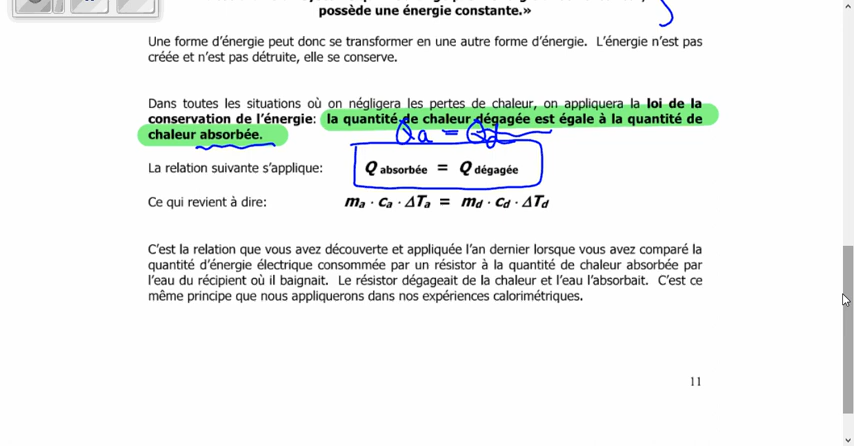 possède une énergie constante.»
Une forme d'énergie peut donc se transformer en une autre forme d'énergie. L'énergie n'est pas
créée et n'est pas détruite, elle se conserve.
Dans toutes les situations où on négligera les pertes de chaleur, on appliquera la loi de la
conservation de l'énergie: la quantité de chaleur dégagée est égale à la quantité de
chaleur absorbée.
Qa = Qd
La relation suivante s'applique: Q absorbée = Q dégagée
Ce qui revient à dire: ma · ca · ΔTa = md · cd · ΔTd
C'est la relation que vous avez découverte et appliquée l'an dernier lorsque vous avez comparé la
quantité d'énergie électrique consommée par un résistor à la quantité de chaleur absorbée par
l'eau du récipient où il baignait. Le résistor dégageait de la chaleur et l'eau l'absorbait. C'est ce
même principe que nous appliquerons dans nos expériences calorimétriques.
11